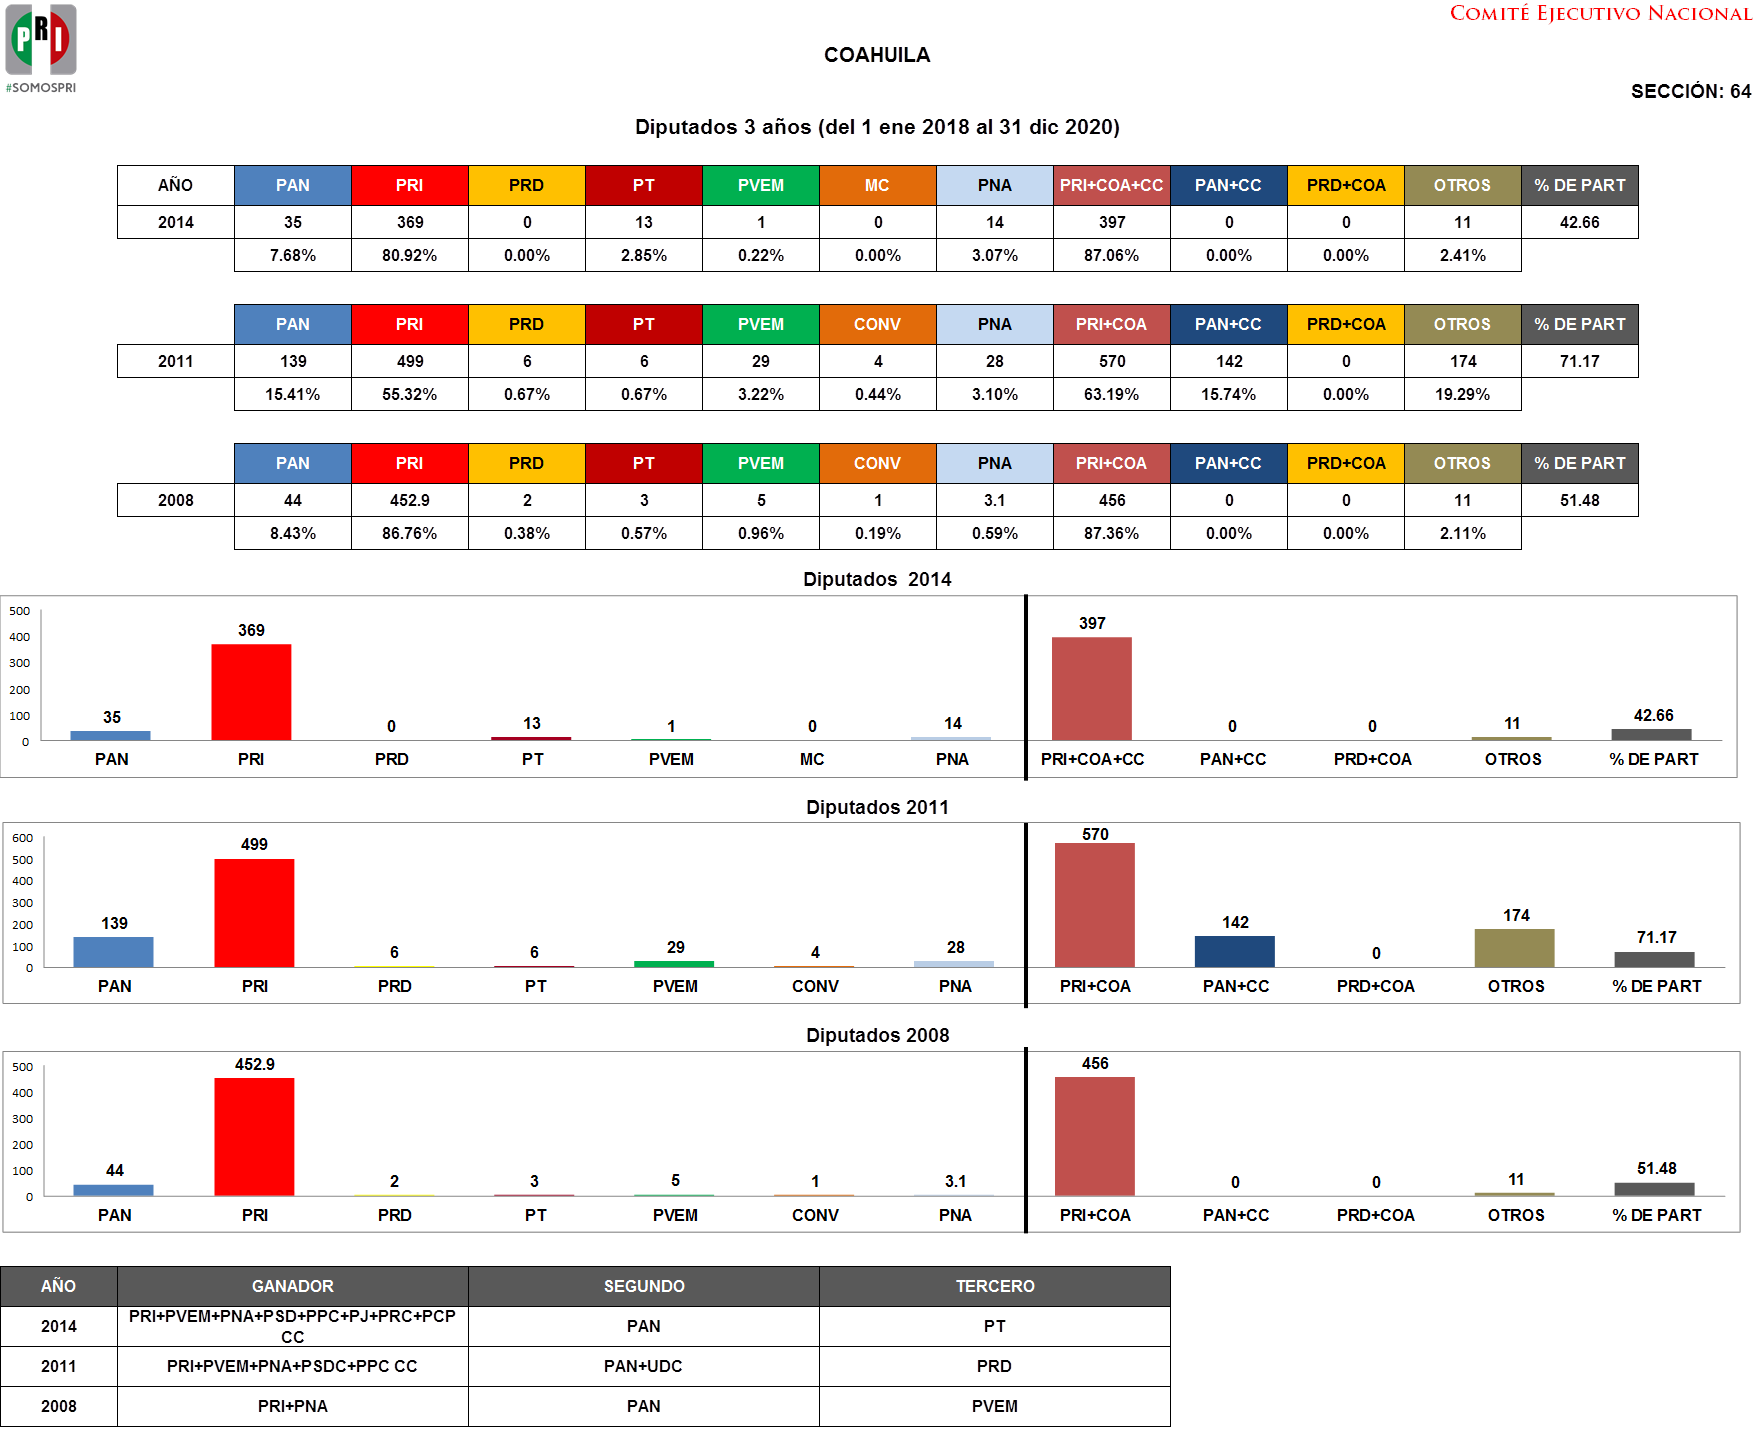 PRI
#SOMOSPRI
COMITÉ EJECUTIVO NACIONAL
COAHUILA
SECCIÓN: 64
Diputados 3 años (del 1 ene 2018 al 31 dic 2020)
AÑO PAN PRI PRD PT PVEM MC PNA PRI+COA+CC PAN+CC PRD+COA OTROS % DE PART
2014 35 369 0 13 1 0 14 397 0 0 11 42.66
7.68% 80.92% 0.00% 2.85% 0.22% 0.00% 3.07% 87.06% 0.00% 0.00% 2.41%
PAN PRI PRD PT PVEM CONV PNA PRI+COA PAN+CC PRD+COA OTROS % DE PART
2011 139 499 6 6 29 4 28 570 142 0 174 71.17
15.41% 55.32% 0.67% 0.67% 3.22% 0.44% 3.10% 63.19% 15.74% 0.00% 19.29%
PAN PRI PRD PT PVEM CONV PNA PRI+COA PAN+CC PRD+COA OTROS % DE PART
2008 44 452.9 2 3 5 1 3.1 456 0 0 11 51.48
8.43% 86.76% 0.38% 0.57% 0.96% 0.19% 0.59% 87.36% 0.00% 0.00% 2.11%
Diputados 2014
500
400
300
200
100
0
35 369 0 13 1 0 14 397 0 0 11 42.66
PAN PRI PRD PT PVEM MC PNA PRI+COA+CC PAN+CC PRD+COA OTROS % DE PART
Diputados 2011
600
500
400
300
200
100
0
139 499 6 6 29 4 28 570 142 0 174 71.17
PAN PRI PRD PT PVEM CONV PNA PRI+COA PAN+CC PRD+COA OTROS % DE PART
Diputados 2008
500
400
300
200
100
0
44 452.9 2 3 5 1 3.1 456 0 0 11 51.48
PAN PRI PRD PT PVEM CONV PNA PRI+COA PAN+CC PRD+COA OTROS % DE PART
AÑO GANADOR SEGUNDO TERCERO
2014 PRI+PVEM+PNA+PSD+PPC+PJ+PRC+PCP CC PAN PT
2011 PRI+PVEM+PNA+PSDC+PPC CC PAN+UDC PRD
2008 PRI+PNA PAN PVEM